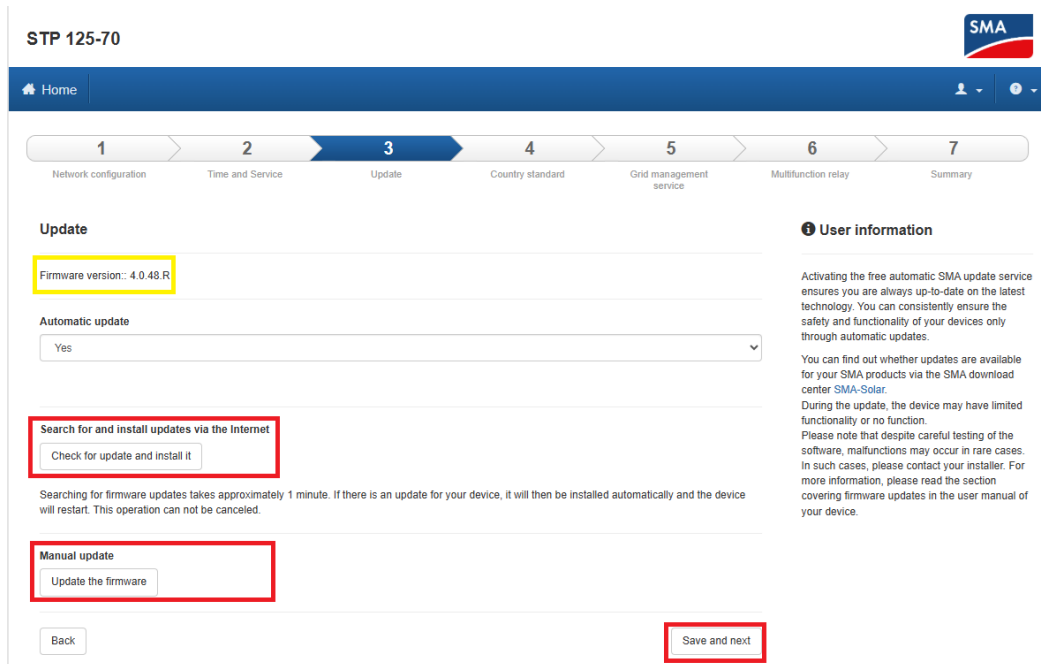 STP 125-70
SMA
Home
1
2
3
4
5
6
7
Network configuration
Time and Service
Update
Country standard
Grid management
service
Multifunction relay
Summary
Update
Firmware version:: 4.0.48.R
Automatic update
Yes
Search for and install updates via the Internet
Check for update and install it
Searching for firmware updates takes approximately 1 minute. If there is an update for your device, it will then be installed automatically and the device
will restart. This operation can not be canceled.
Manual update
Update the firmware
Back
Save and next
User information
Activating the free automatic SMA update service
ensures you are always up-to-date on the latest
technology. You can consistently ensure the
safety and functionality of your devices only
through automatic updates.
You can find out whether updates are available
for your SMA products via the SMA download
center SMA-Solar.
During the update, the device may have limited
functionality or no function.
Please note that despite careful testing of the
software, malfunctions may occur in rare cases.
In such cases, please contact your installer. For
more information, please read the section
covering firmware updates in the user manual of
your device.